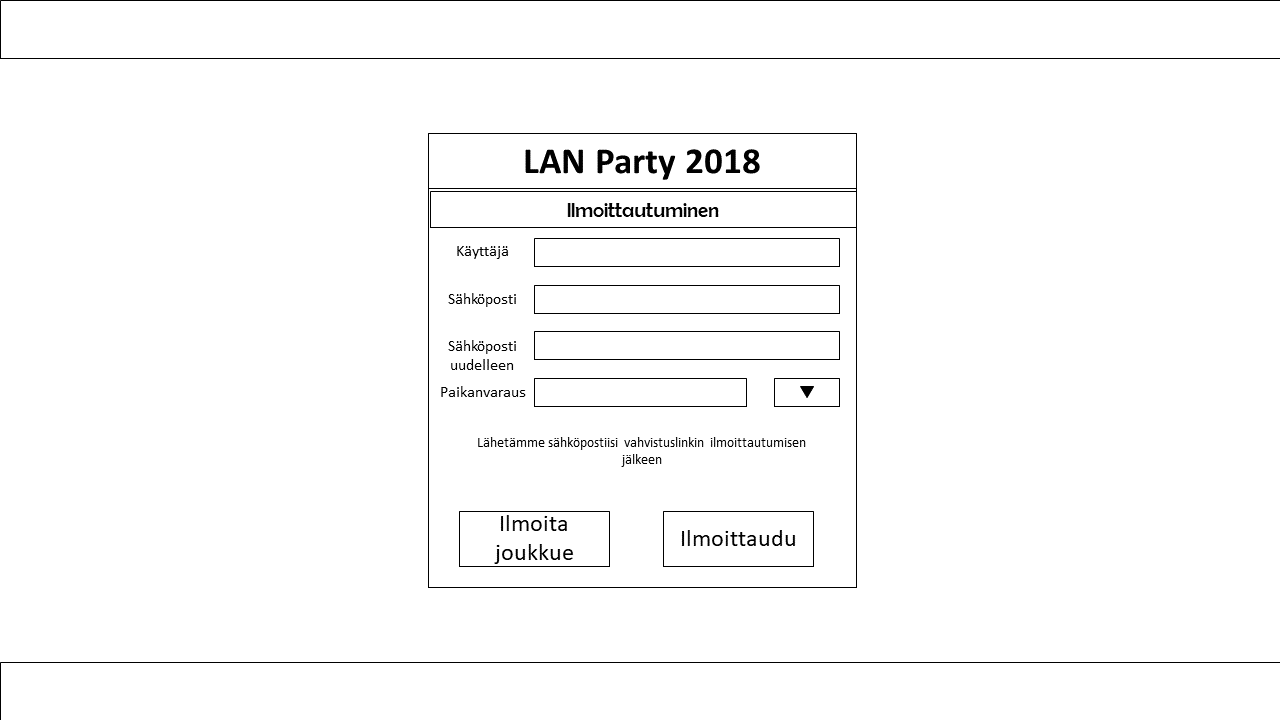 LAN Party 2018
Ilmoittautuminen
Käyttäjä
Sähköposti
Sähköposti
uudelleen
Paikanvaraus
Lähetämme sähköpostiisi vahvistuslinkin ilmoittautumisen
jälkeen
Ilmoita
joukkue
Ilmoittaudu